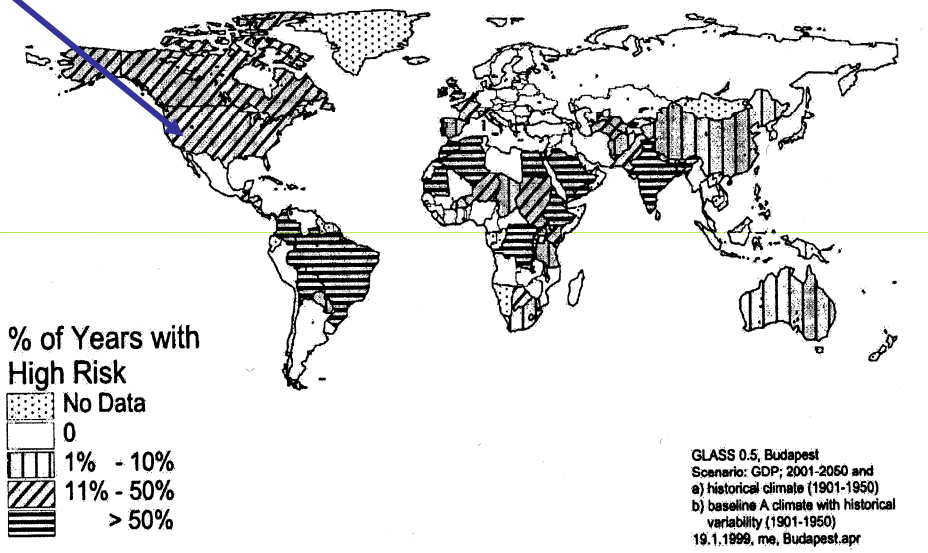 % of Years with
High Risk
No Data
0
1% - 10%
11% - 50%
> 50%
GLASS 0.5, Budapest
Scenario: GDP; 2001-2050 and
a) historical climate (1901-1950)
b) baseline A climate with historical
variability (1901-1950)
19.1.1999, me, Budapest.apr